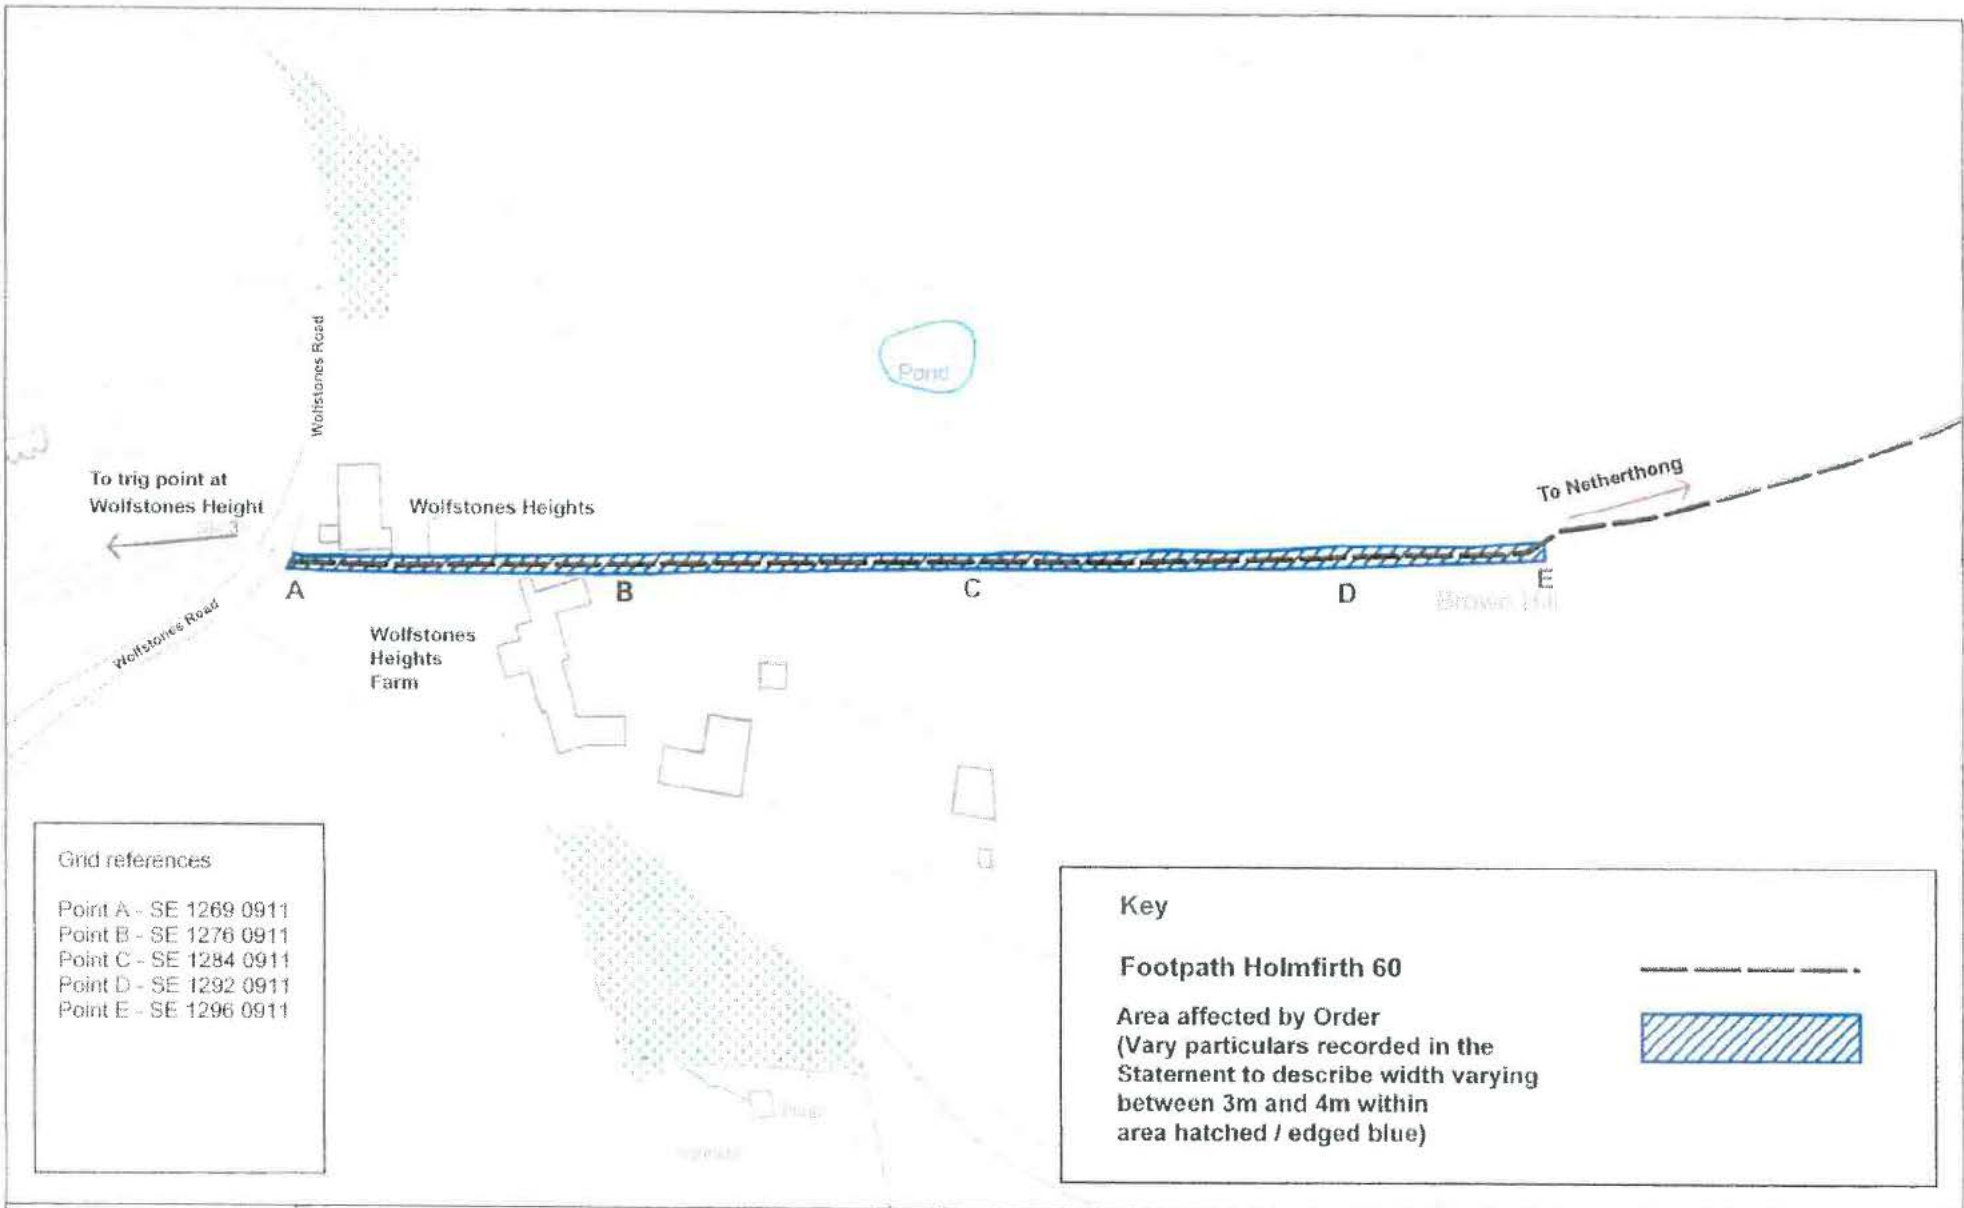 Wolfstones Road
Pond
To trig point at
Wolfstones Height
Wolfstones Heights
To Netherthong
A
B
C
D
E
Brown Hill
Wolfstones Road
Wolfstones
Heights
Farm
Grid references
Point A - SE 1269 0911
Point B - SE 1276 0911
Point C - SE 1284 0911
Point D - SE 1292 0911
Point E - SE 1296 0911
Key
Footpath Holmfirth 60
Area affected by Order
(Vary particulars recorded in the
Statement to describe width varying
between 3m and 4m within
area hatched / edged blue)